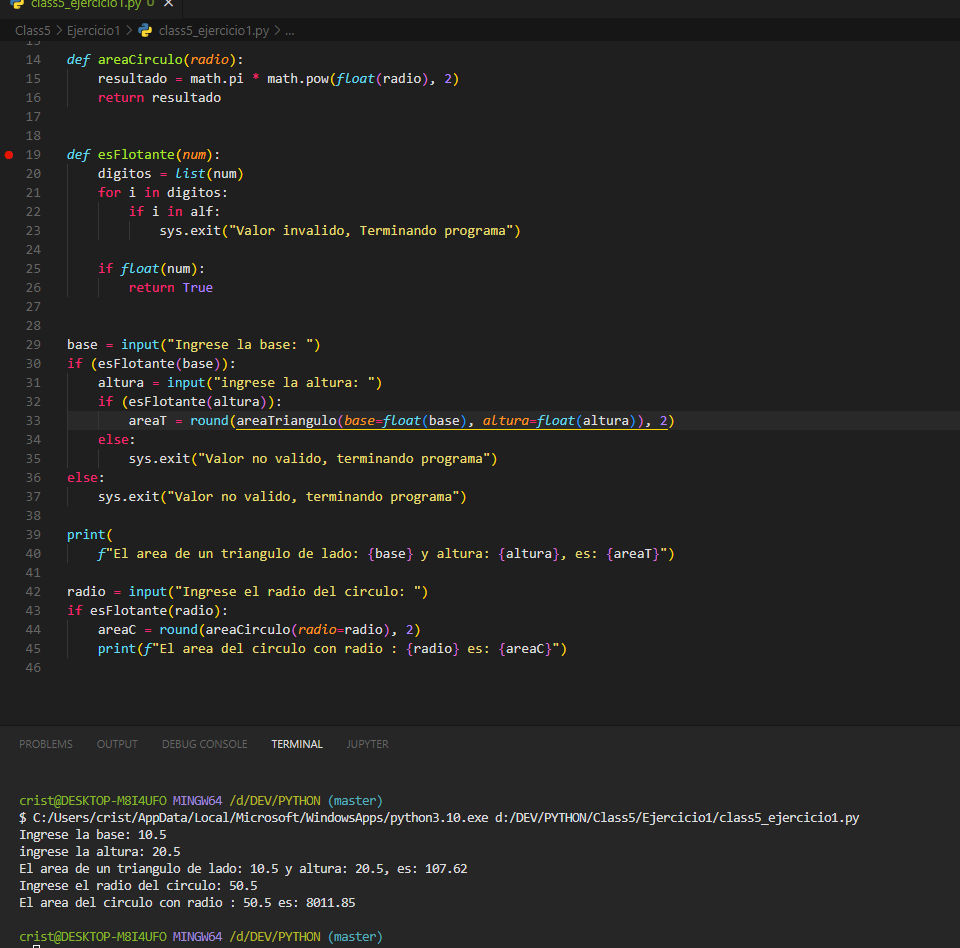 class5_ejercicio1.py U ×
Class5 > Ejercicio1 > class5_ejercicio1.py > ...
13
14 def areaCirculo(radio):
15     resultado = math.pi * math.pow(float(radio), 2)
16     return resultado
17
18
19 def esFlotante(num):
20     digitos = list(num)
21     for i in digitos:
22         if i in alf:
23             sys.exit("Valor invalido, Terminando programa")
24
25     if float(num):
26         return True
27
28
29 base = input("Ingrese la base: ")
30 if (esFlotante(base)):
31     altura = input("ingrese la altura: ")
32     if (esFlotante(altura)):
33         areaT = round(areaTriangulo(base=float(base), altura=float(altura)), 2)
34     else:
35         sys.exit("Valor no valido, terminando programa")
36 else:
37     sys.exit("Valor no valido, terminando programa")
38
39 print(
40     f"El area de un triangulo de lado: {base} y altura: {altura}, es: {areaT}")
41
42 radio = input("Ingrese el radio del circulo: ")
43 if esFlotante(radio):
44     areaC = round(areaCirculo(radio=radio), 2)
45     print(f"El area del circulo con radio : {radio} es: {areaC}")
46
PROBLEMS OUTPUT DEBUG CONSOLE TERMINAL JUPYTER
crist@DESKTOP-M8I4UFO MINGW64 /d/DEV/PYTHON (master)
$ C:/Users/crist/AppData/Local/Microsoft/WindowsApps/python3.10.exe d:/DEV/PYTHON/Class5/Ejercicio1/class5_ejercicio1.py
Ingrese la base: 10.5
ingrese la altura: 20.5
El area de un triangulo de lado: 10.5 y altura: 20.5, es: 107.62
Ingrese el radio del circulo: 50.5
El area del circulo con radio : 50.5 es: 8011.85
crist@DESKTOP-M8I4UFO MINGW64 /d/DEV/PYTHON (master)